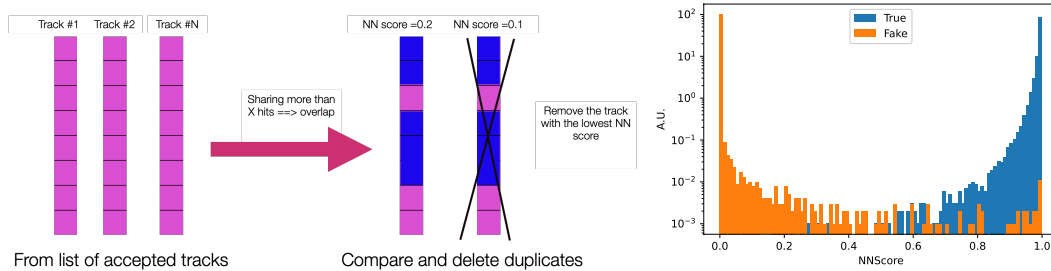 Track #1 Track #2 Track #N
NN score =0.2 NN score =0.1
Sharing more than
X hits ==> overlap
Remove the track
with the lowest NN
score
From list of accepted tracks
Compare and delete duplicates
True
Fake
A.U.
10²
10¹
10⁰
10⁻¹
10⁻²
10⁻³
0.0 0.2 0.4 0.6 0.8 1.0
NNScore